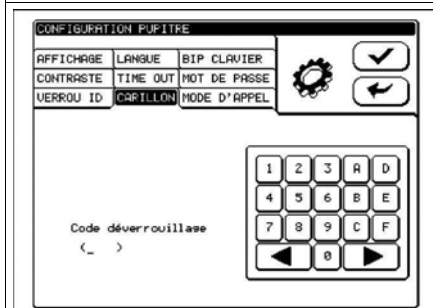 CONFIGURATION PUPITRE
AFFICHAGE LANGUE BIP CLAVIER
CONTRASTE TIME OUT MOT DE PASSE
VERROU ID CARILLON MODE D'APPEL
1 2 3 A D
4 5 6 B E
7 8 9 C F
0
Code déverrouillage
(_ )